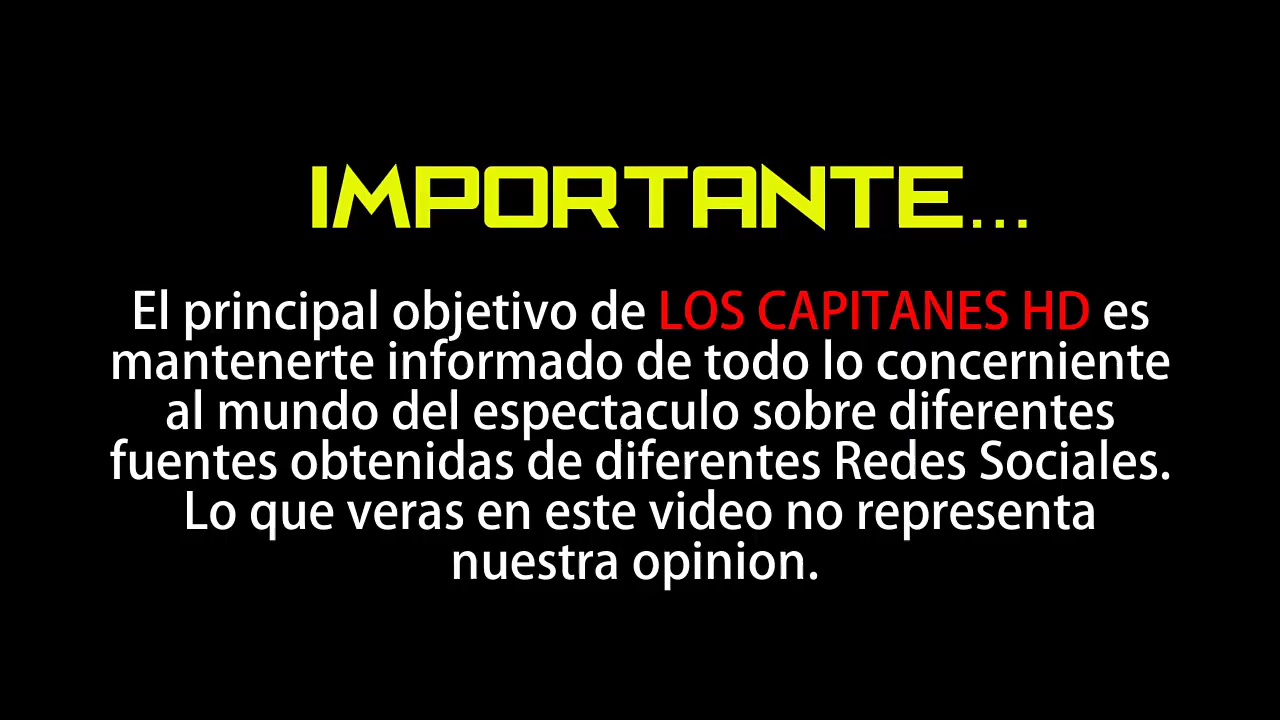 IMPORTANTE...
El principal objetivo de LOS CAPITANES HD es
mantenerte informado de todo lo concerniente
al mundo del espectaculo sobre diferentes
fuentes obtenidas de diferentes Redes Sociales.
Lo que veras en este video no representa
nuestra opinion.